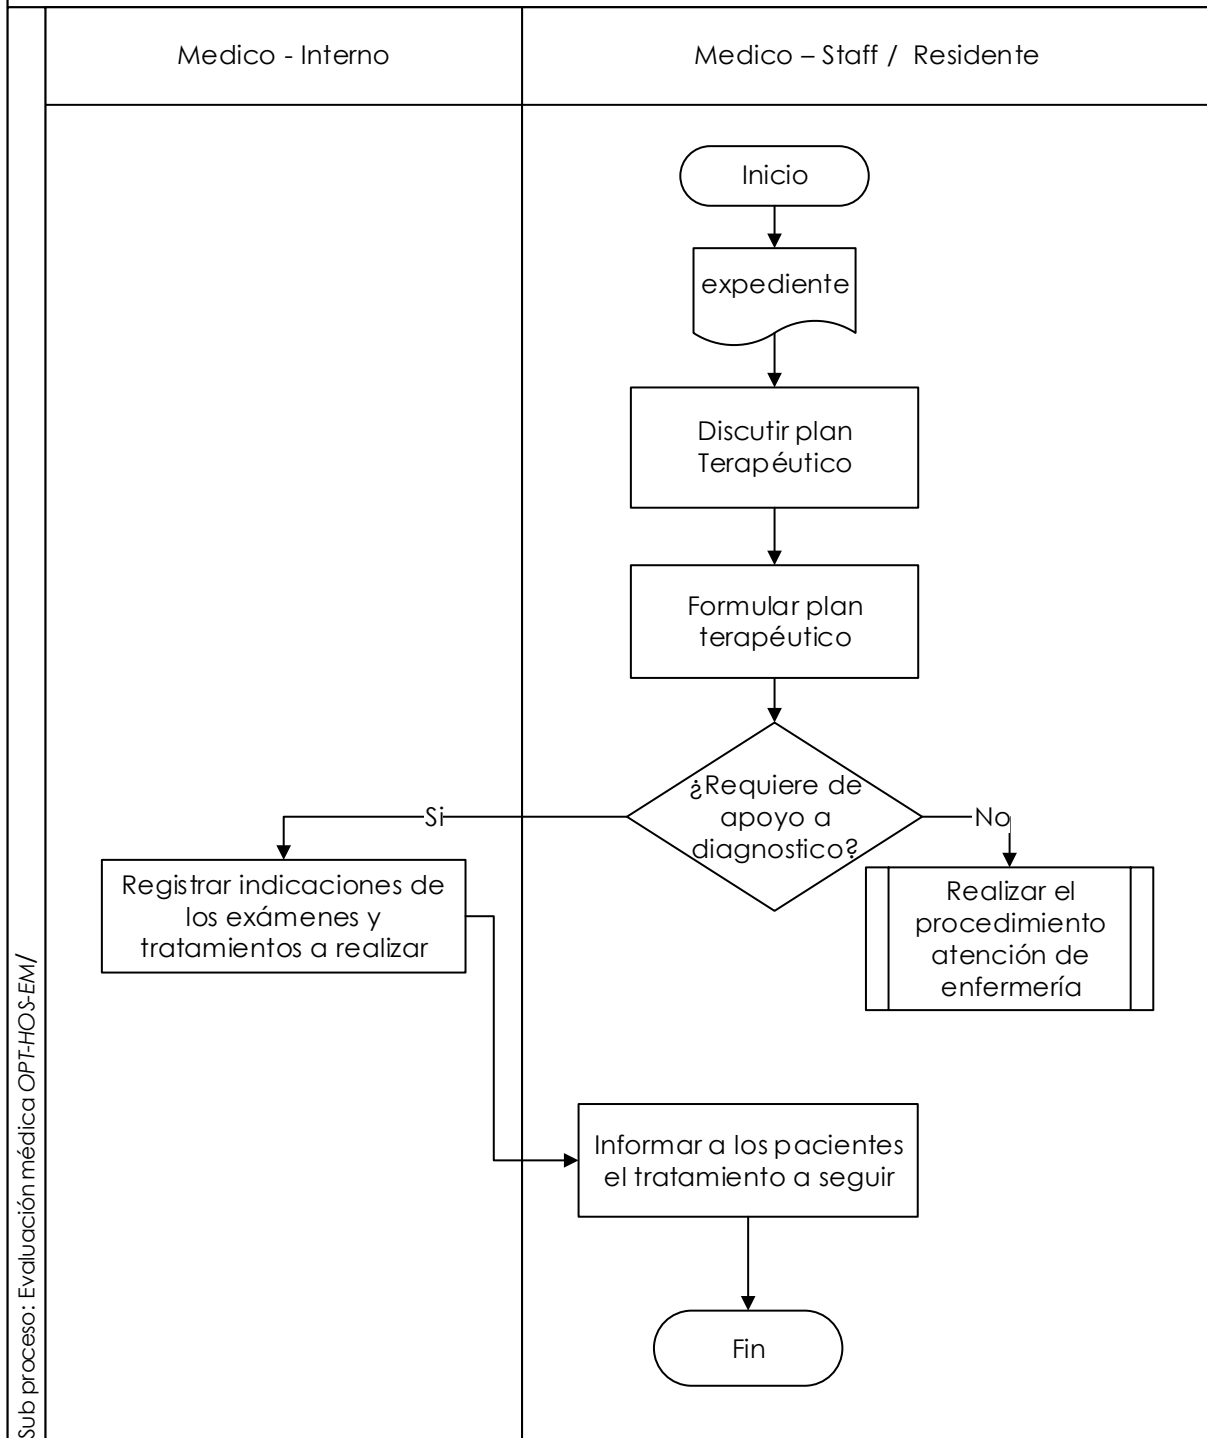 Medico - Interno
Medico – Staff / Residente
Inicio
expediente
Discutir plan
Terapéutico
Formular plan
terapéutico
¿Requiere de
apoyo a
diagnostico?
Si
No
Registrar indicaciones de
los exámenes y
tratamientos a realizar
Realizar el
procedimiento
atención de
enfermería
Informar a los pacientes
el tratamiento a seguir
Fin
Sub proceso: Evaluación médica OPT-HOS-EM/